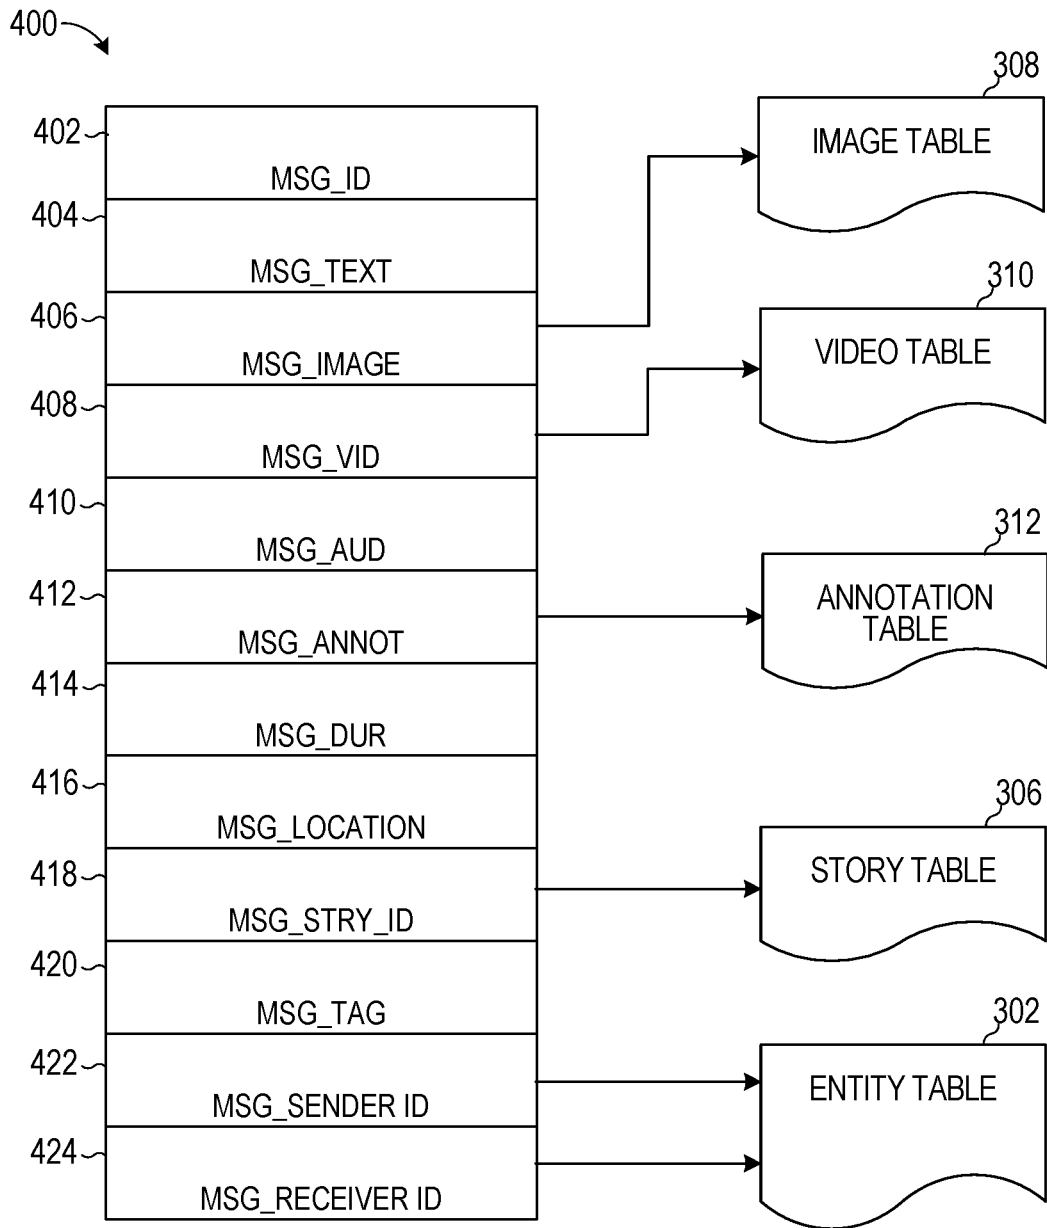 400
402
MSG_ID
404
MSG_TEXT
406
MSG_IMAGE
408
MSG_VID
410
MSG_AUD
412
MSG_ANNOT
414
MSG_DUR
416
MSG_LOCATION
418
MSG_STRY_ID
420
MSG_TAG
422
MSG_SENDER ID
424
MSG_RECEIVER ID
308
IMAGE TABLE
310
VIDEO TABLE
312
ANNOTATION
TABLE
306
STORY TABLE
302
ENTITY TABLE